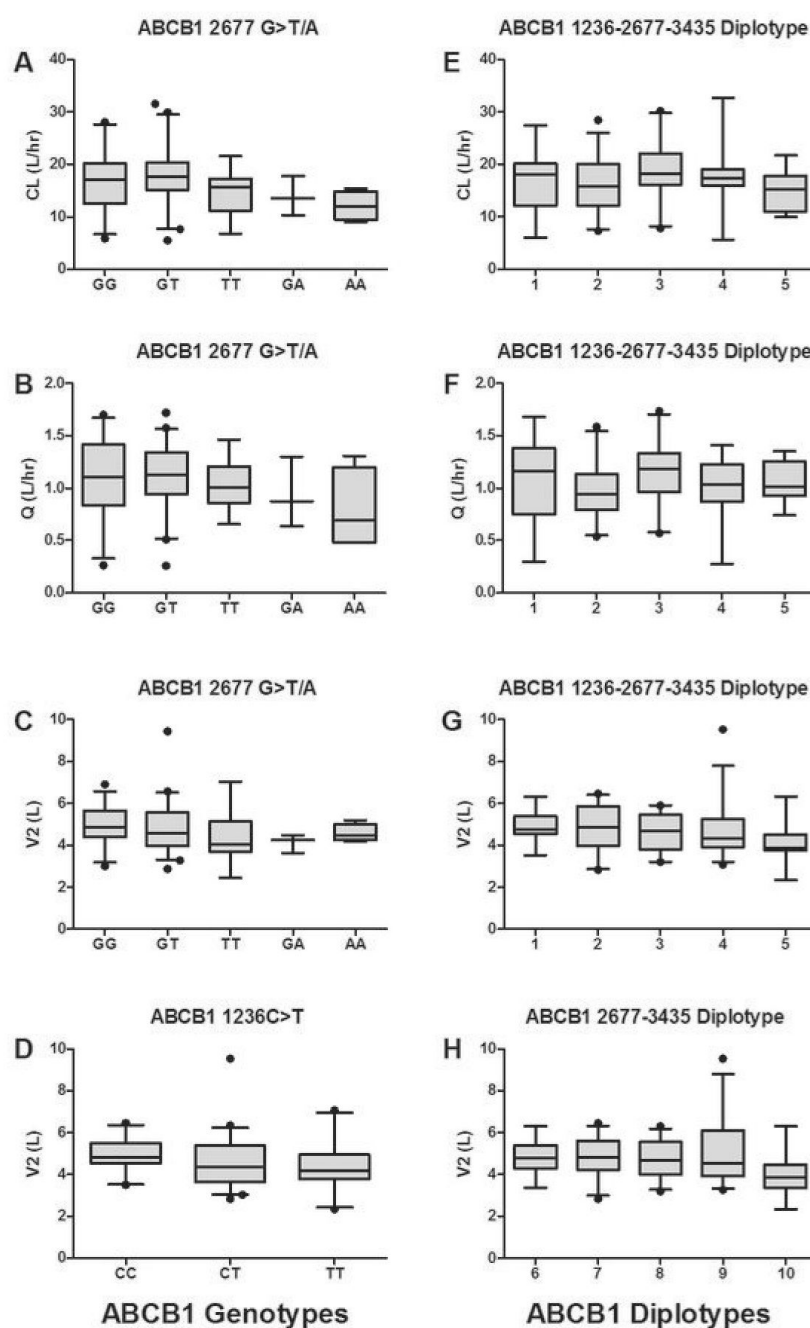 ABCB1 2677 G>T/A
A
CL (L/hr)
40
30
20
10
0
GG GT TT GA AA
ABCB1 2677 G>T/A
B
Q (L/hr)
2.0
1.5
1.0
0.5
0.0
GG GT TT GA AA
ABCB1 2677 G>T/A
C
V2 (L)
10
8
6
4
2
0
GG GT TT GA AA
ABCB1 1236C>T
D
V2 (L)
10
8
6
4
2
0
CC CT TT
ABCB1 Genotypes
ABCB1 1236-2677-3435 Diplotype
E
CL (L/hr)
40
30
20
10
0
1 2 3 4 5
ABCB1 1236-2677-3435 Diplotype
F
Q (L/hr)
2.0
1.5
1.0
0.5
0.0
1 2 3 4 5
ABCB1 1236-2677-3435 Diplotype
G
V2 (L)
10
8
6
4
2
0
1 2 3 4 5
ABCB1 2677-3435 Diplotype
H
V2 (L)
10
8
6
4
2
0
6 7 8 9 10
ABCB1 Diplotypes